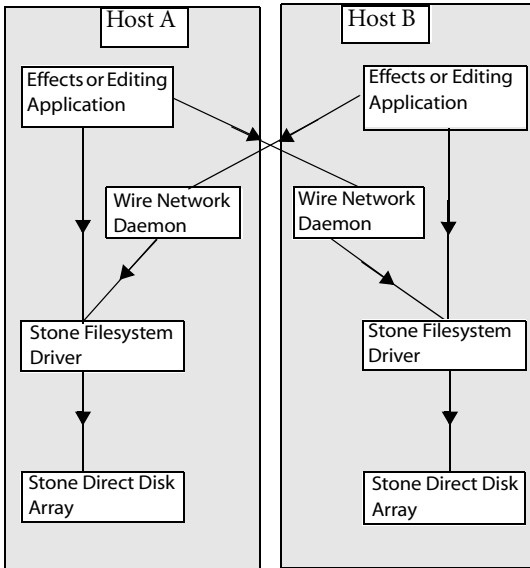 Host A
Effects or Editing
Application
Wire Network
Daemon
Stone Filesystem
Driver
Stone Direct Disk
Array
Host B
Effects or Editing
Application
Wire Network
Daemon
Stone Filesystem
Driver
Stone Direct Disk
Array